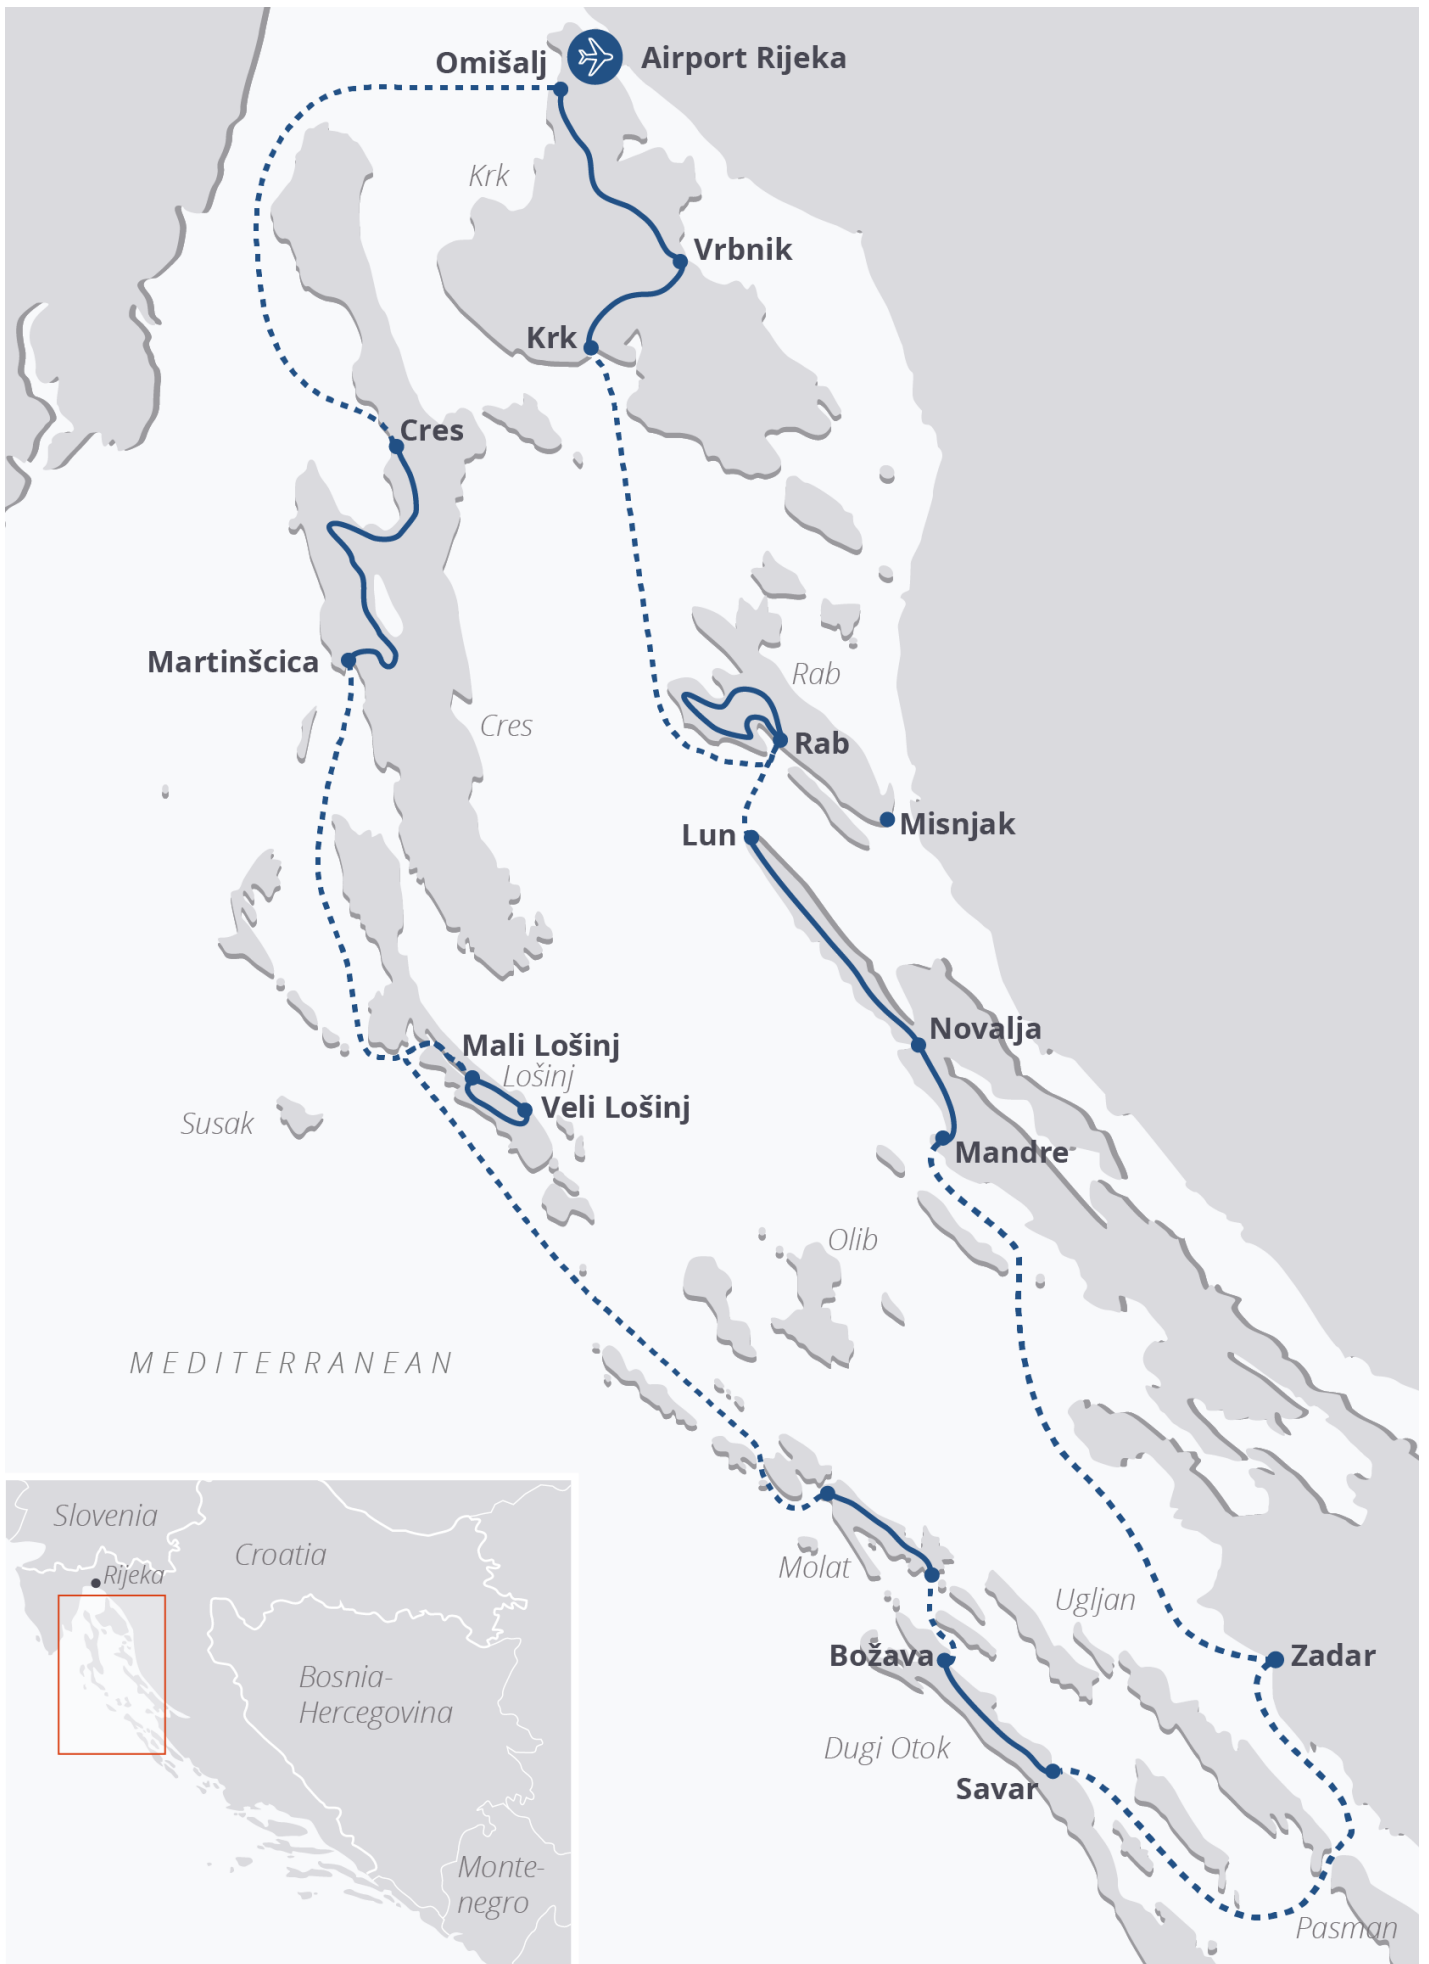 Omišalj
Airport Rijeka
Krk
Vrbnik
Krk
Cres
Martinšcica
Rab
Cres
Rab
Misnjak
Lun
Novalja
Mali Lošinj
Lošinj
Veli Lošinj
Susak
Mandre
Olib
MEDITERRANEAN
Slovenia
Croatia
Rijeka
Molat
Ugljan
Božava
Zadar
Bosnia-
Hercegovina
Dugi Otok
Savar
Monte-
negro
Pasman